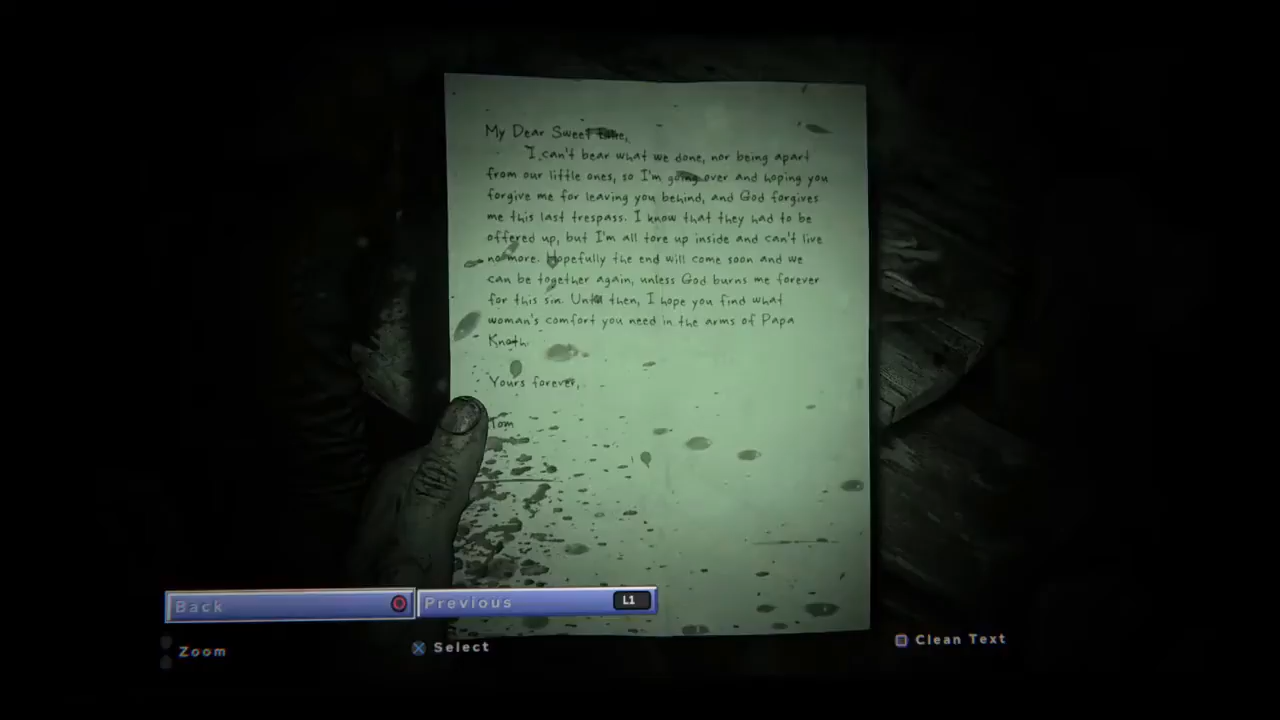 My Dear Sweet
I can't bear what we done, nor being apart
from our little ones, so I'm going over and hoping you
forgive me for leaving you behind, and God forgives
me this last trespass. I know that they had to be
offered up, but I'm all tore up inside and can't live
no more. Hopefully the end will come soon and we
can be together again, unless God burns me forever
for this sin. Until then, I hope you find what
woman's comfort you need in the arms of Papa
Knoth.
Yours forever,
Tom
Back
Previous L1
Zoom
Select
Clean Text